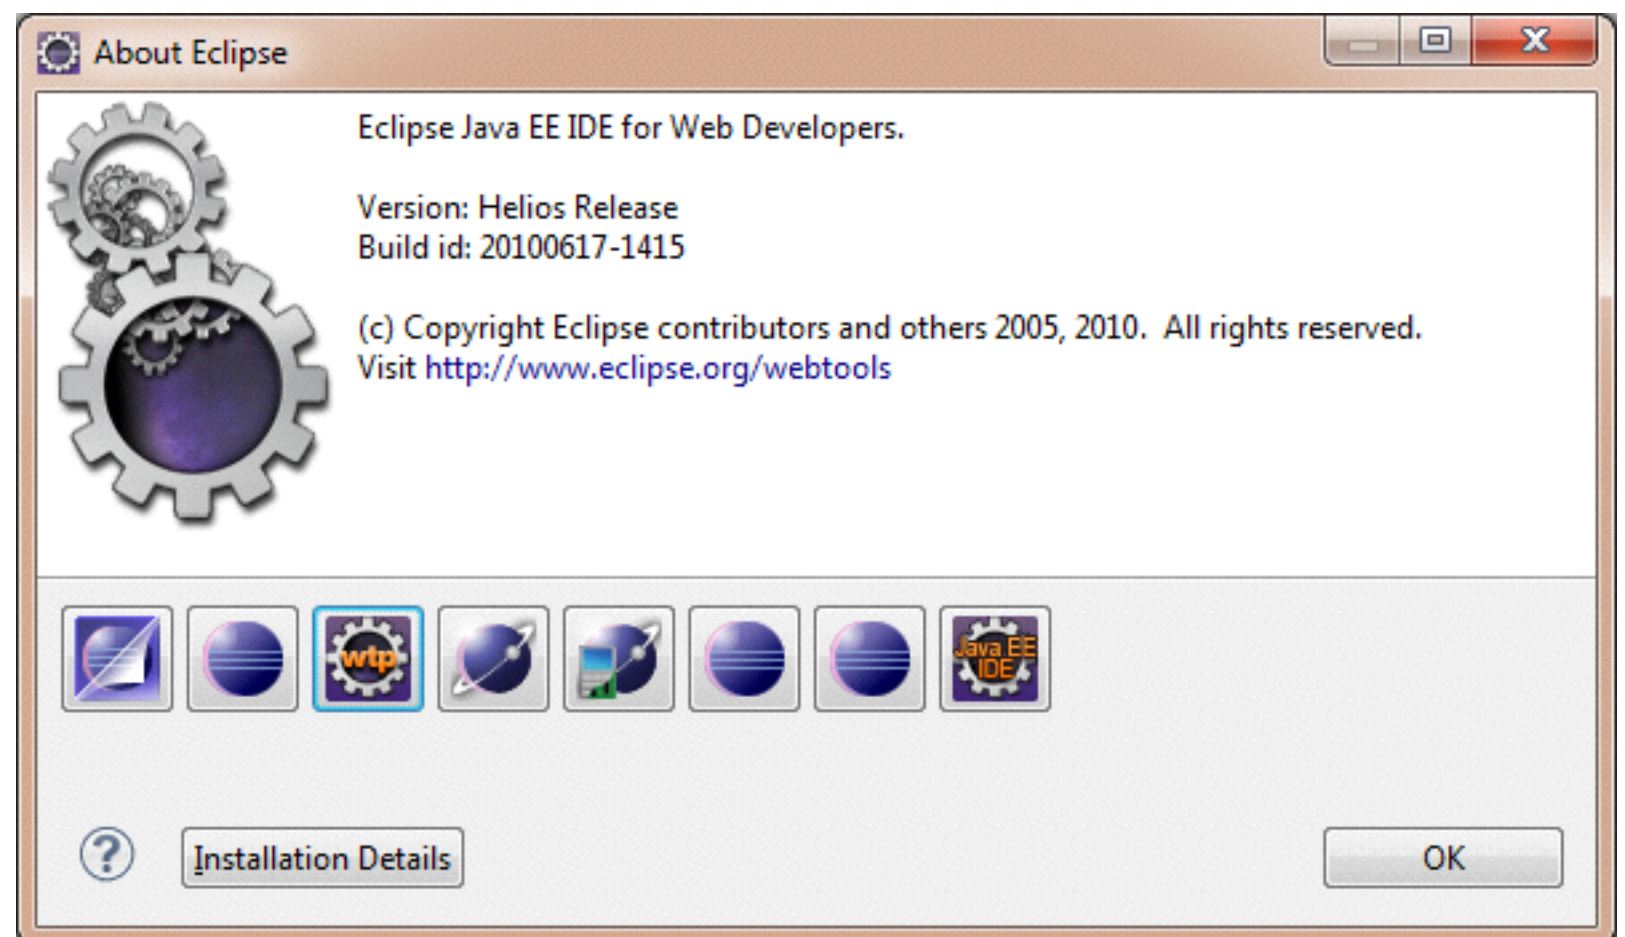 About Eclipse
Eclipse Java EE IDE for Web Developers.
Version: Helios Release
Build id: 20100617-1415
(c) Copyright Eclipse contributors and others 2005, 2010.  All rights reserved.
Visit http://www.eclipse.org/webtools
wtp
Java EE
IDE
?
Installation Details
OK